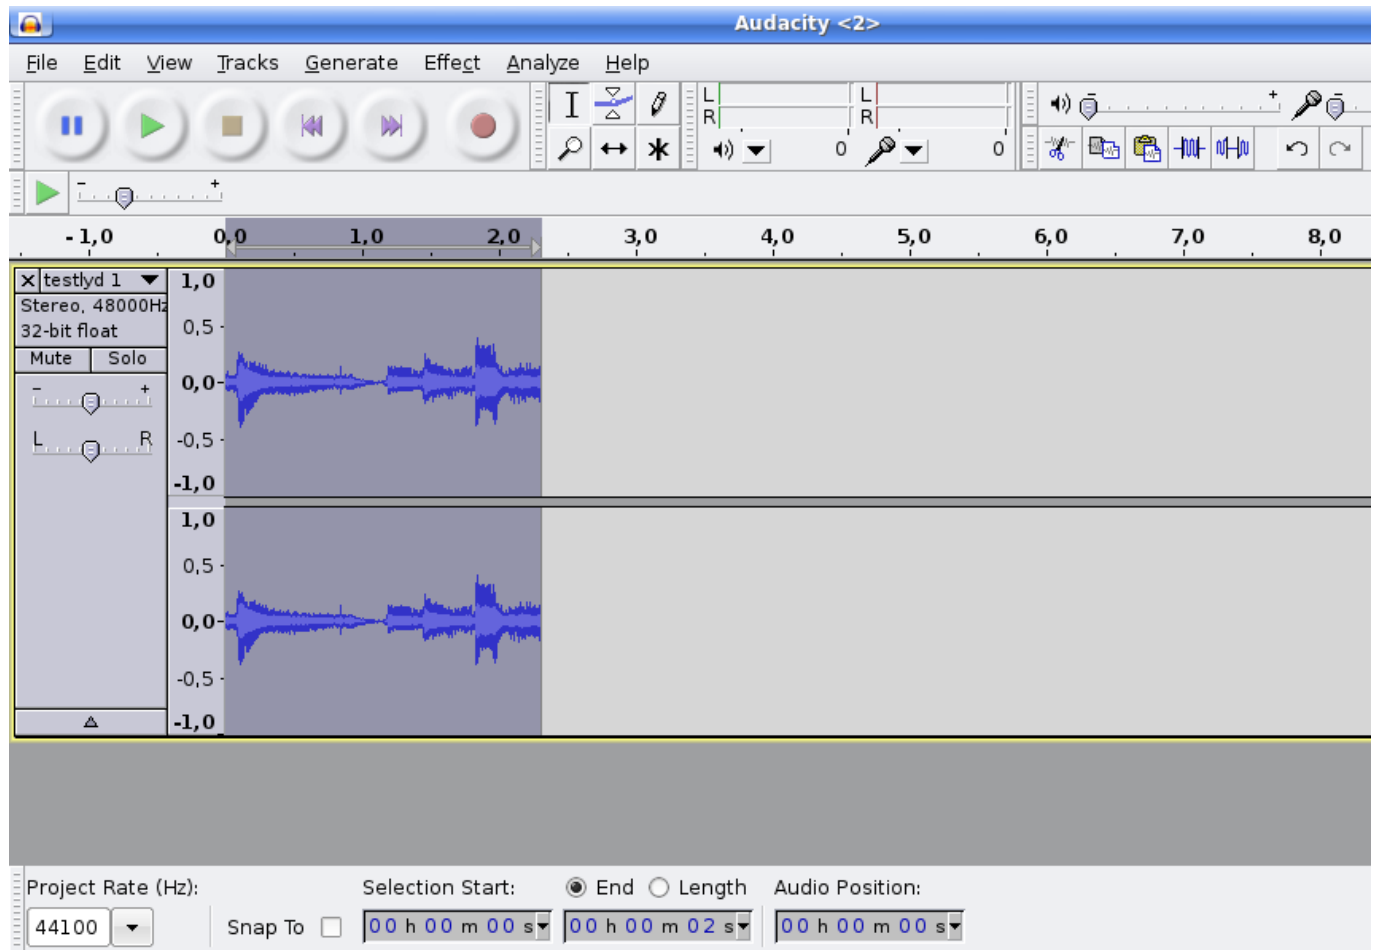 Audacity <2>
File Edit View Tracks Generate Effect Analyze Help
L L
R R
- +
0 0
- +
- 1,0 0,0 1,0 2,0 3,0 4,0 5,0 6,0 7,0 8,0
testlyd 1 1,0
Stereo, 48000Hz
32-bit float 0,5
Mute Solo
- + 0,0
L R -0,5
-1,0
1,0
0,5
0,0
-0,5
-1,0
Project Rate (Hz): Selection Start: End Length Audio Position:
44100 Snap To 00 h 00 m 00 s 00 h 00 m 02 s 00 h 00 m 00 s